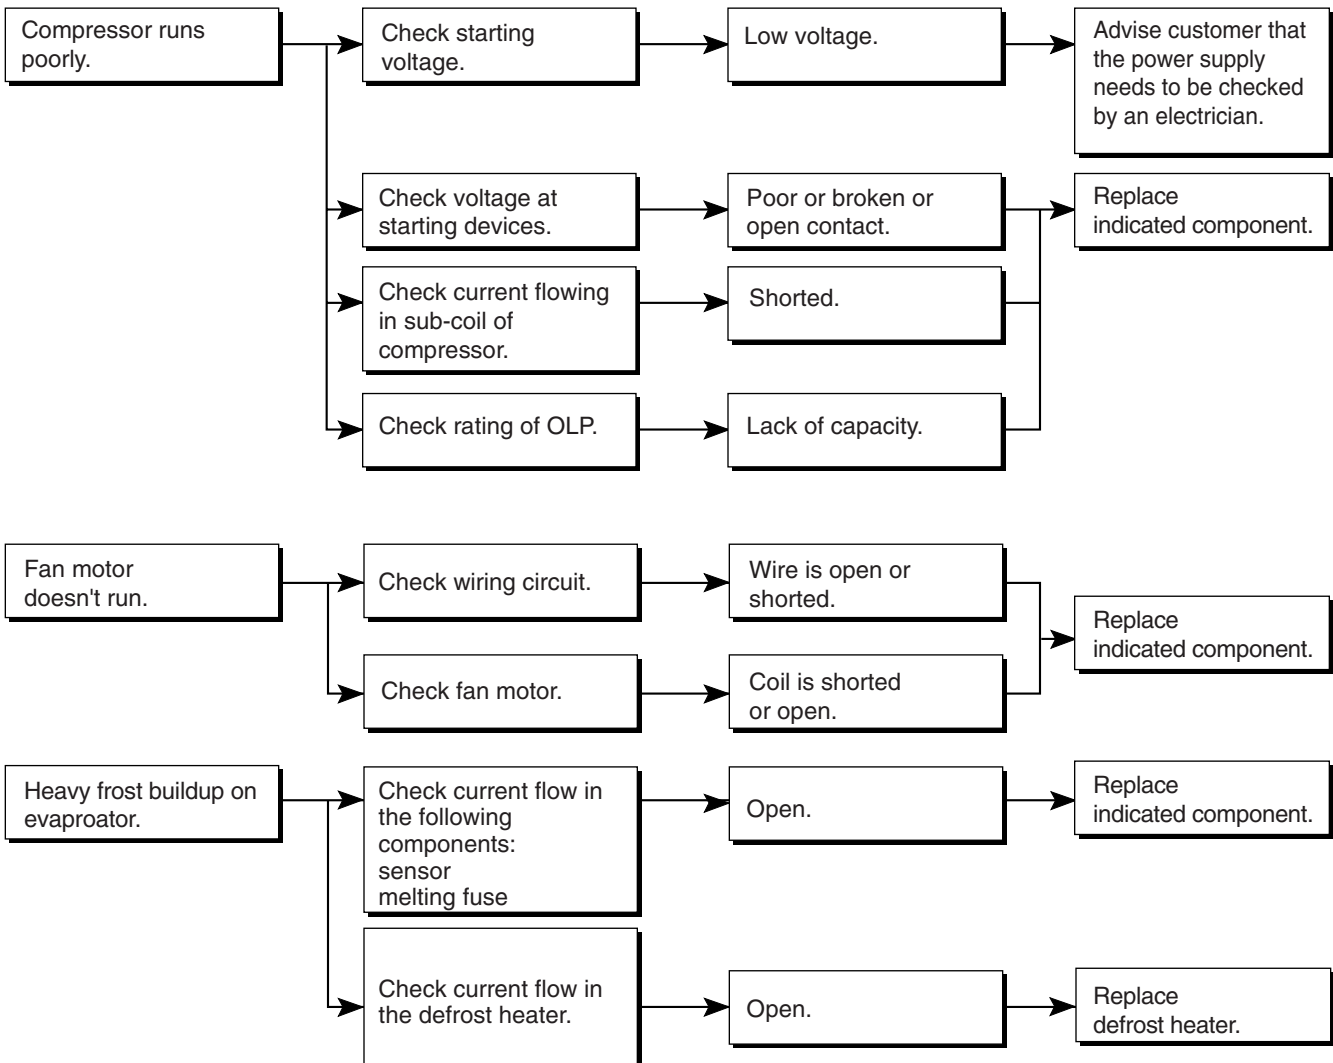 Compressor runs
poorly.
Check starting
voltage.
Low voltage.
Advise customer that
the power supply
needs to be checked
by an electrician.
Check voltage at
starting devices.
Poor or broken or
open contact.
Replace
indicated component.
Check current flowing
in sub-coil of
compressor.
Shorted.
Check rating of OLP.
Lack of capacity.
Fan motor
doesn't run.
Check wiring circuit.
Wire is open or
shorted.
Replace
indicated component.
Check fan motor.
Coil is shorted
or open.
Heavy frost buildup on
evaproator.
Check current flow in
the following
components:
sensor
melting fuse
Open.
Replace
indicated component.
Check current flow in
the defrost heater.
Open.
Replace
defrost heater.